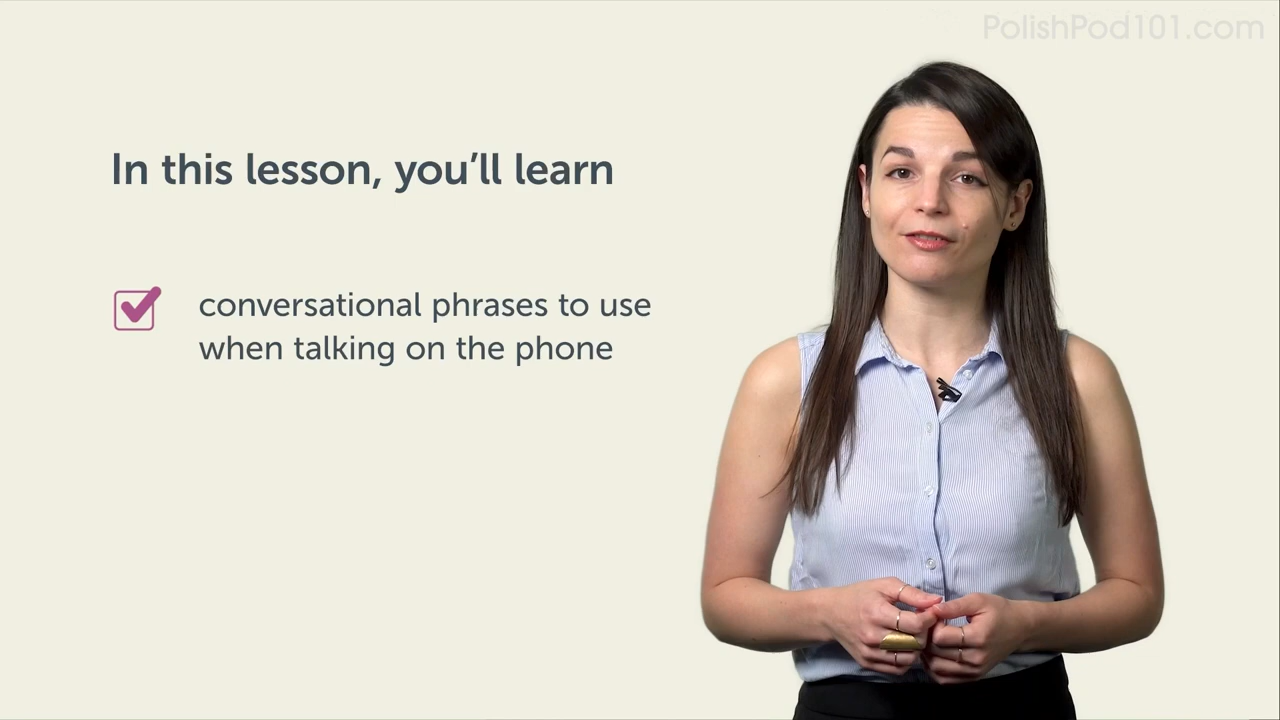 PolishPod101.com
In this lesson, you’ll learn
conversational phrases to use
when talking on the phone